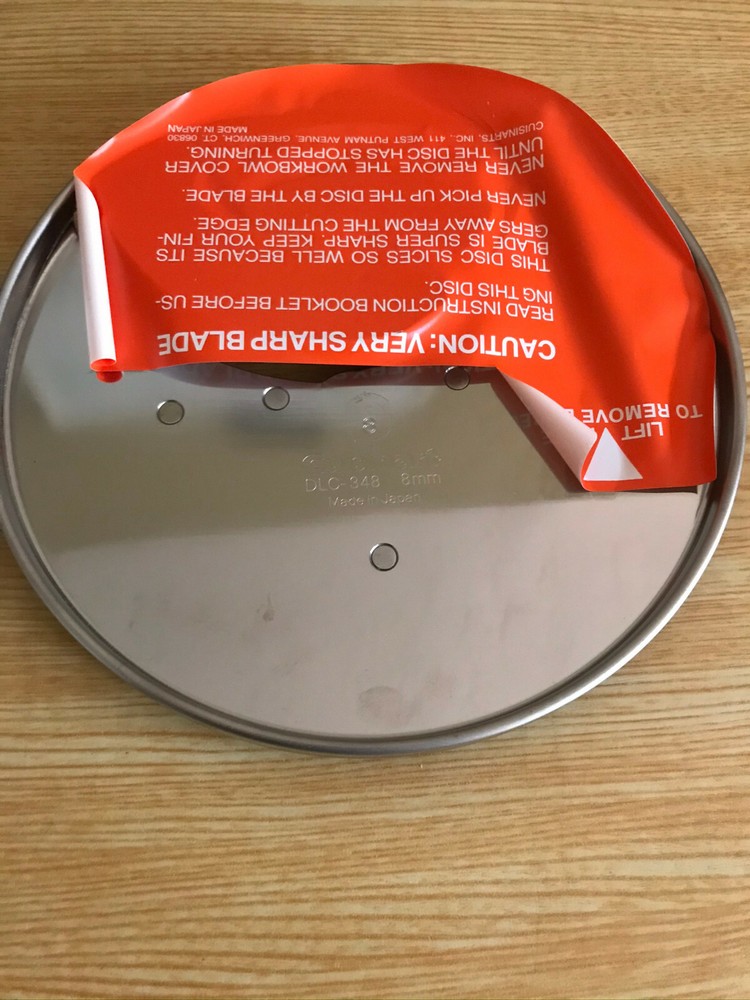 CAUTION: VERY SHARP BLADE
READ INSTRUCTION BOOKLET BEFORE US-
ING THIS DISC.
THIS DISC SLICES SO WELL BECAUSE ITS
BLADE IS SUPER SHARP. KEEP YOUR FIN-
GERS AWAY FROM THE CUTTING EDGE.
NEVER PICK UP THE DISC BY THE BLADE.
NEVER REMOVE THE WORKBOWL COVER
UNTIL THE DISC HAS STOPPED TURNING.
CUISINARTS, INC., 411 WEST PUTNAM AVENUE, GREENWICH, CT. 06830
MADE IN JAPAN
LIFT
TO REMOVE
DLC-348 8mm
Made in Japan